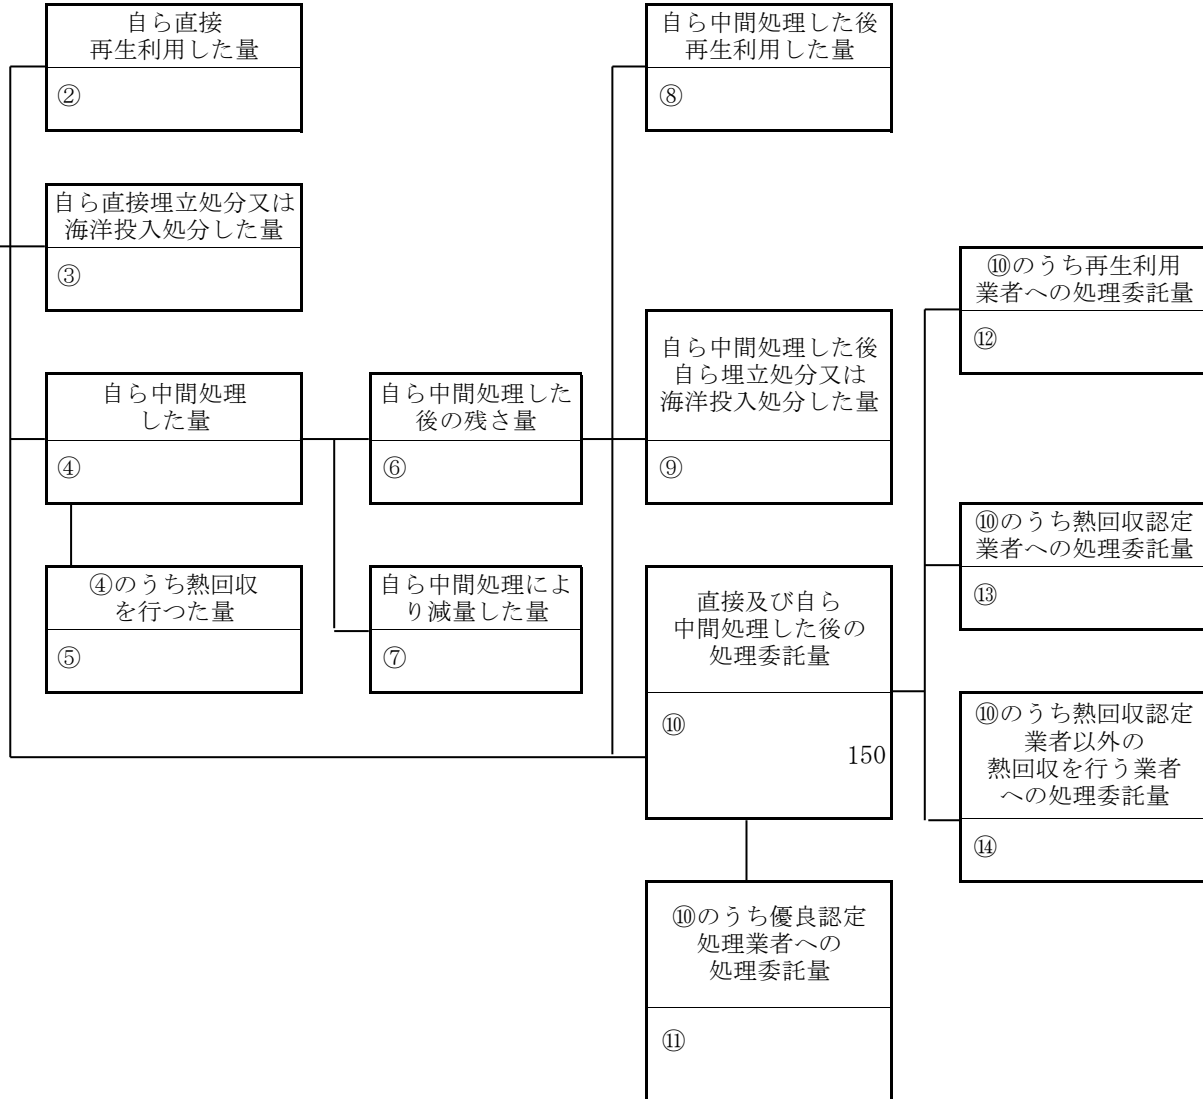 自ら直接
再生利用した量
②
自ら直接埋立処分又は
海洋投入処分した量
③
自ら中間処理
した量
④
④のうち熱回収
を行つた量
⑤
自ら中間処理した
後の残さ量
⑥
自ら中間処理によ
り減量した量
⑦
自ら中間処理した後
再生利用した量
⑧
自ら中間処理した後
自ら埋立処分又は
海洋投入処分した量
⑨
直接及び自ら
中間処理した後の
処理委託量
⑩
150
⑩のうち優良認定
処理業者への
処理委託量
⑪
⑩のうち再生利用
業者への処理委託量
⑫
⑩のうち熱回収認定
業者への処理委託量
⑬
⑩のうち熱回収認定
業者以外の
熱回収を行う業者
への処理委託量
⑭